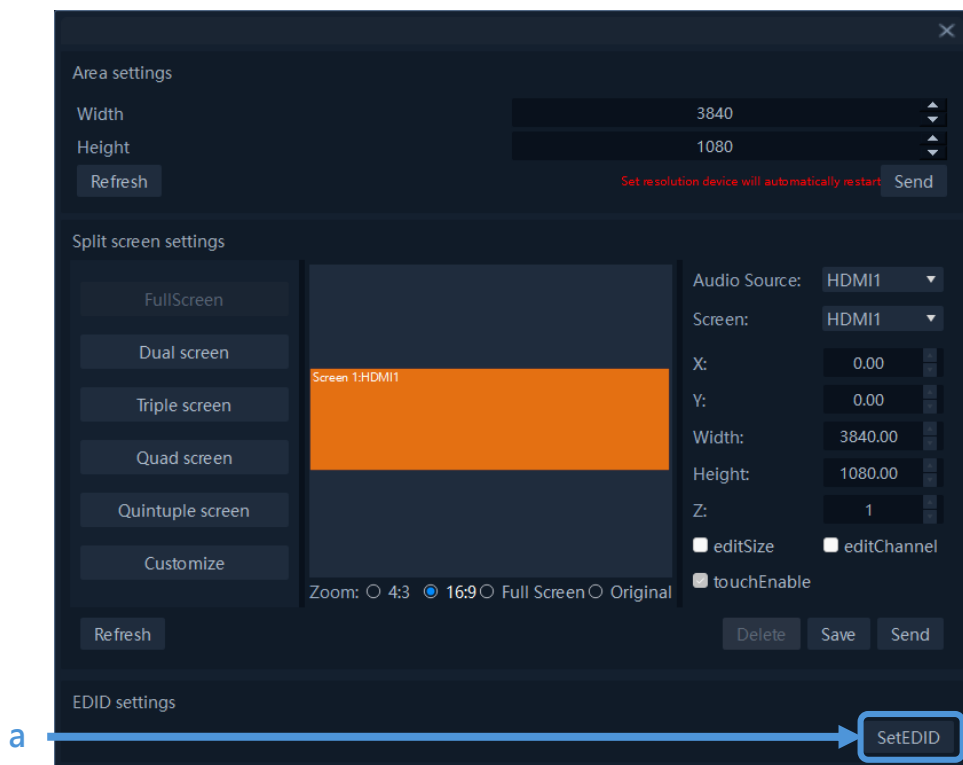 Area settings
Width 3840
Height 1080
Refresh Set resolution device will automatically restart Send
Split screen settings
FullScreen
Dual screen
Triple screen
Quad screen
Quintuple screen
Customize
Screen 1:HDMI1
Zoom: 4:3 16:9 Full Screen Original
Audio Source: HDMI1
Screen: HDMI1
X: 0.00
Y: 0.00
Width: 3840.00
Height: 1080.00
Z: 1
editSize editChannel
touchEnable
Refresh Delete Save Send
EDID settings
a SetEDID